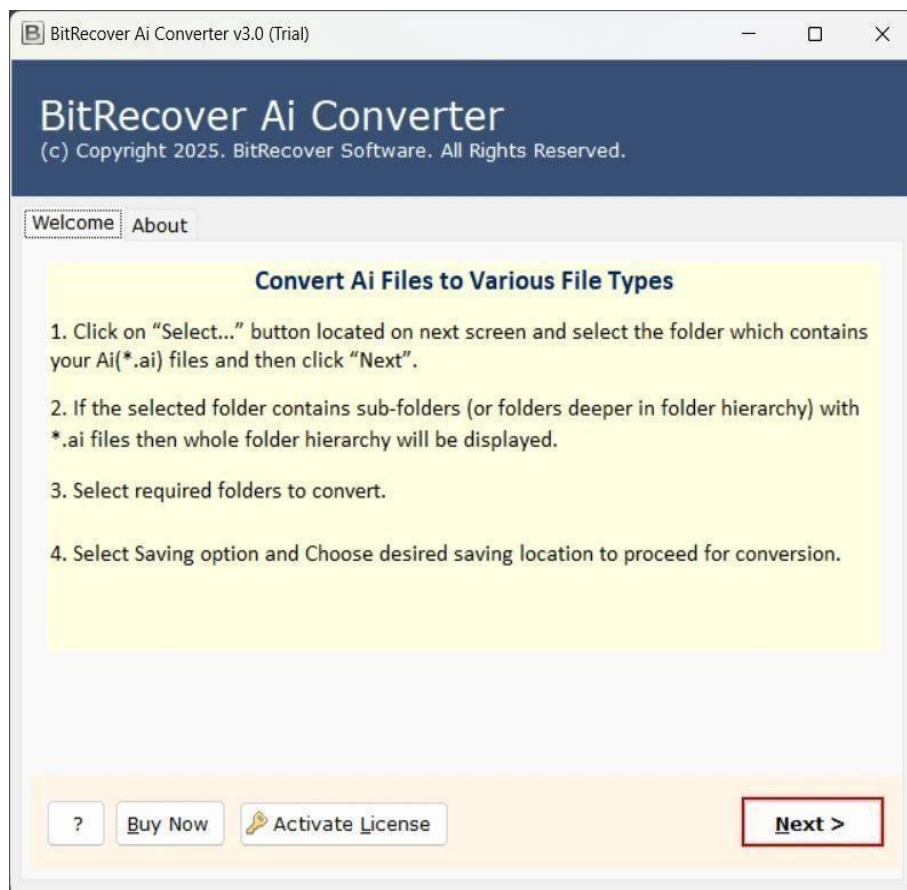 BitRecover Ai Converter v3.0 (Trial)
BitRecover Ai Converter
(c) Copyright 2025. BitRecover Software. All Rights Reserved.
Welcome About
Convert Ai Files to Various File Types
1. Click on “Select...” button located on next screen and select the folder which contains
your Ai(*.ai) files and then click “Next”.
2. If the selected folder contains sub-folders (or folders deeper in folder hierarchy) with
*.ai files then whole folder hierarchy will be displayed.
3. Select required folders to convert.
4. Select Saving option and Choose desired saving location to proceed for conversion.
? Buy Now Activate License Next >